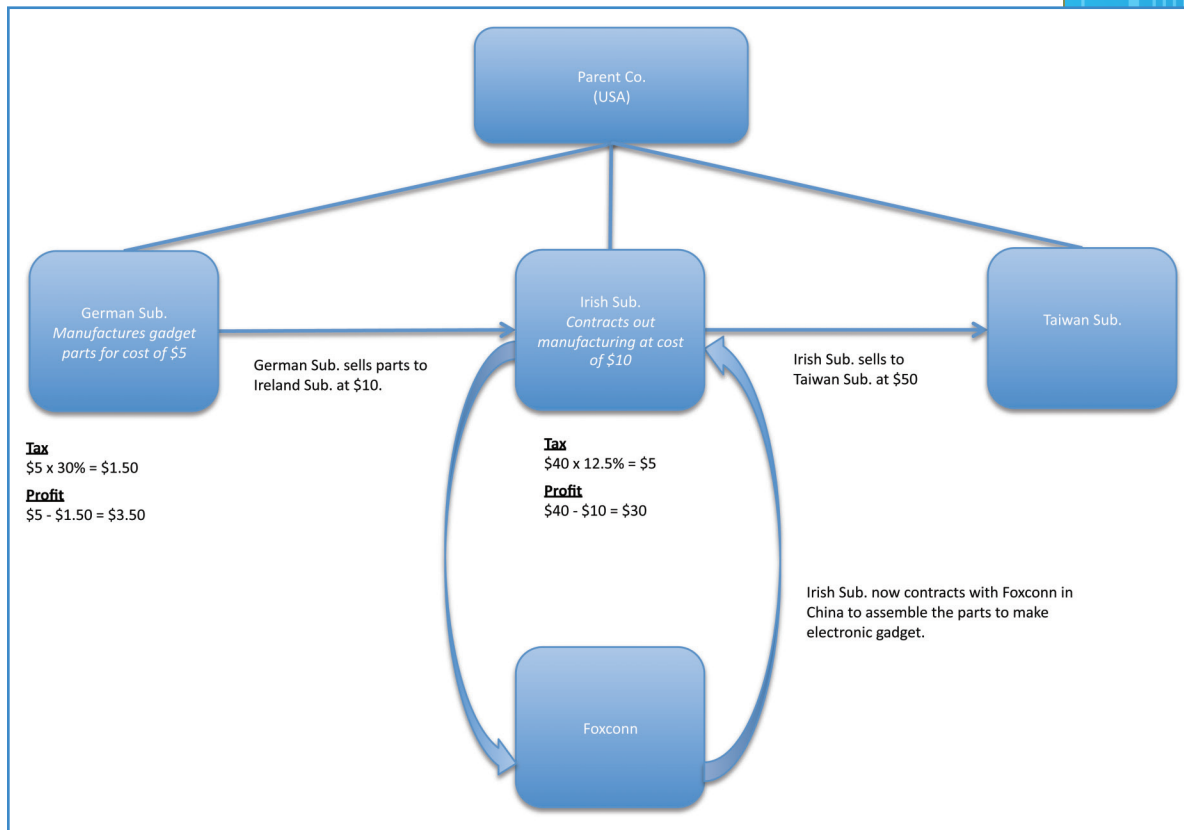 Parent Co.
(USA)
German Sub.
Manufactures gadget
parts for cost of $5
German Sub. sells parts to
Ireland Sub. at $10.
Irish Sub.
Contracts out
manufacturing at cost
of $10
Irish Sub. sells to
Taiwan Sub. at $50
Taiwan Sub.
Tax
$5 x 30% = $1.50
Profit
$5 - $1.50 = $3.50
Tax
$40 x 12.5% = $5
Profit
$40 - $10 = $30
Irish Sub. now contracts with Foxconn in
China to assemble the parts to make
electronic gadget.
Foxconn